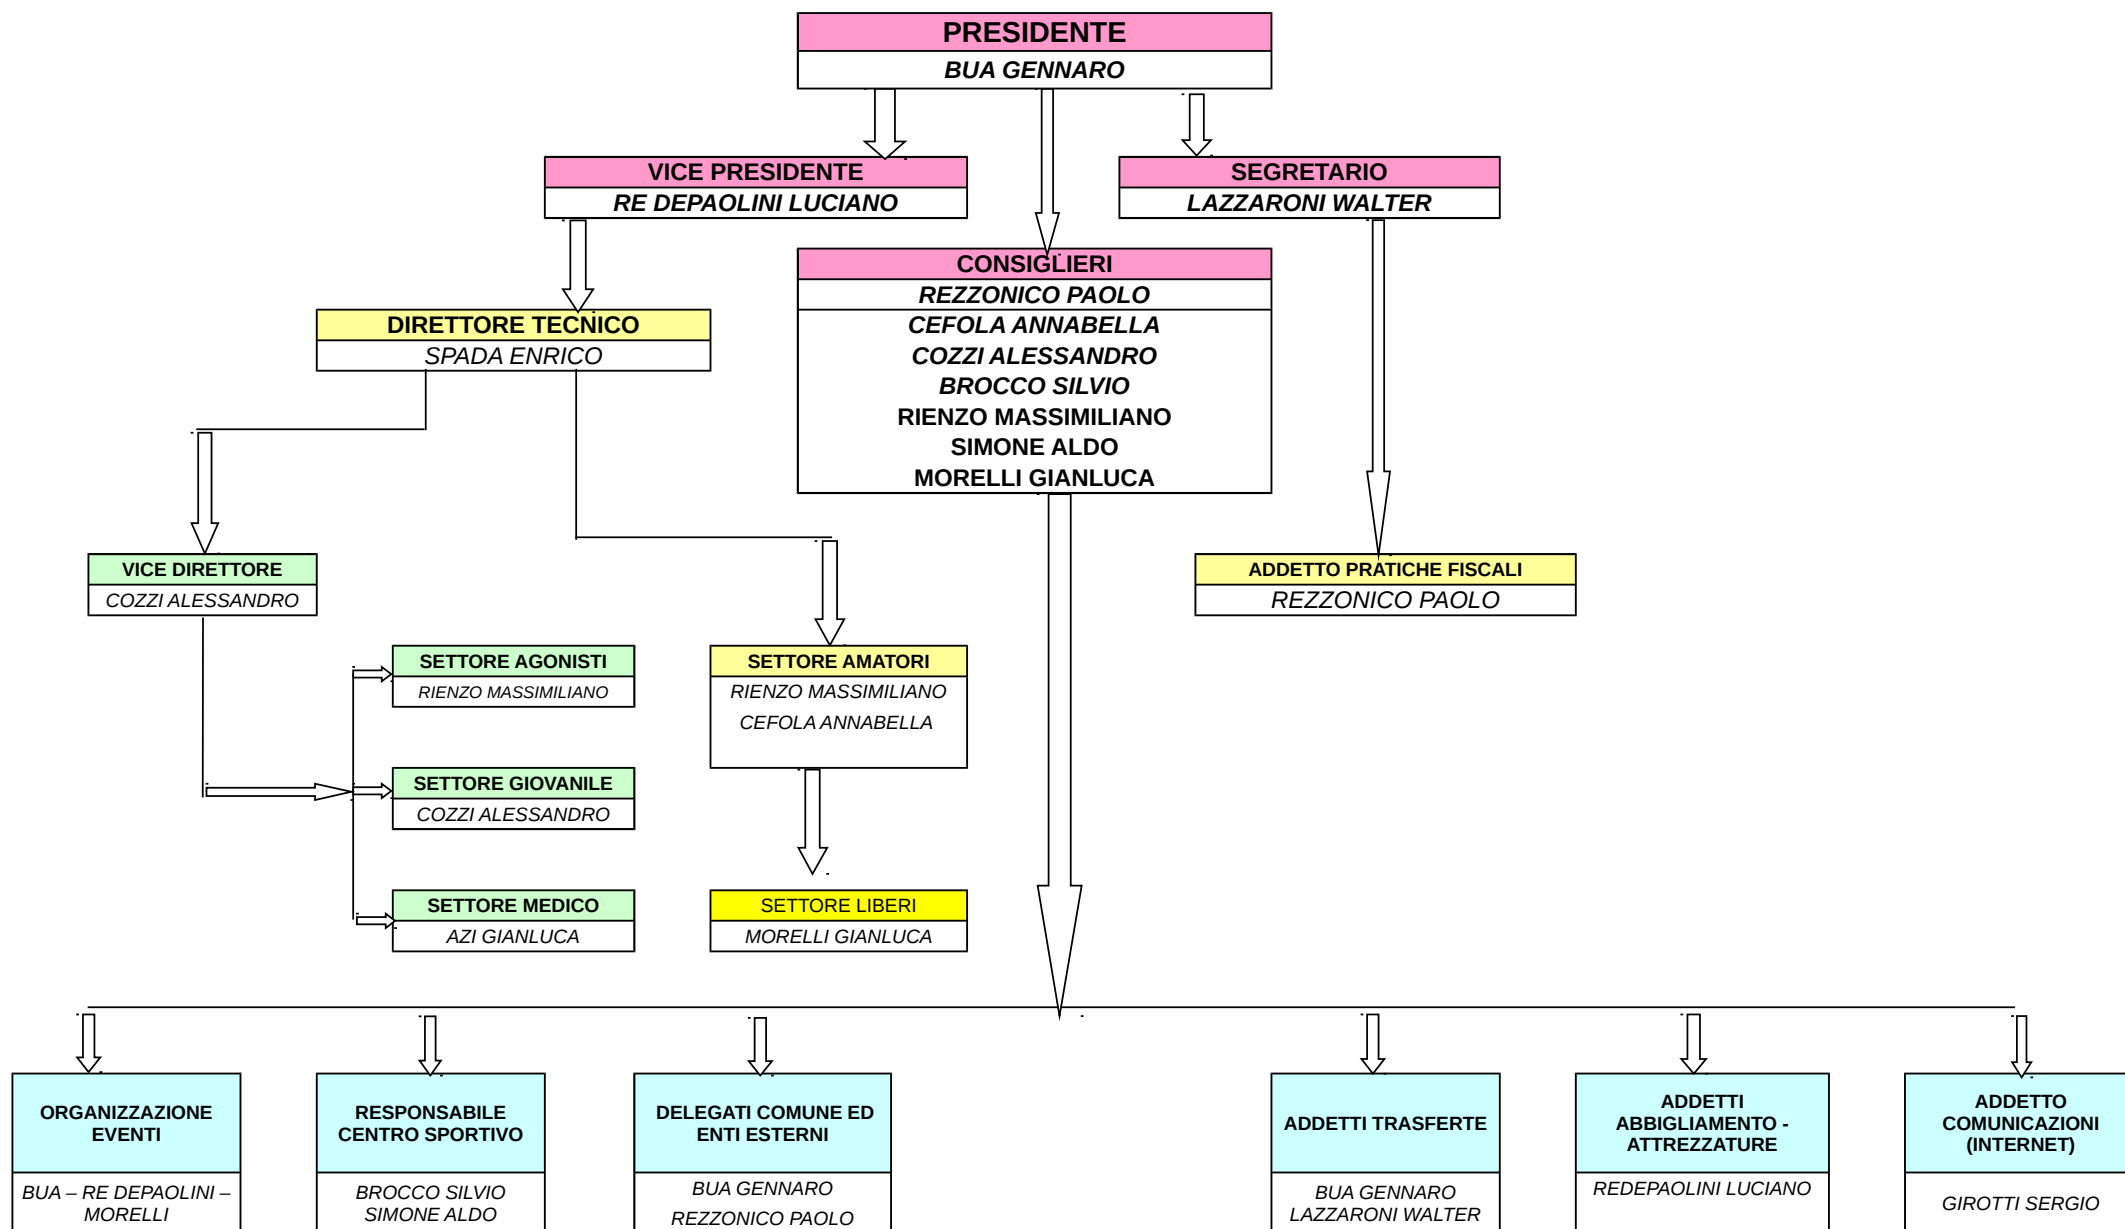 PRESIDENTE
BUA GENNARO
VICE PRESIDENTE
RE DEPAOLINI LUCIANO
SEGRETARIO
LAZZARONI WALTER
CONSIGLIERI
REZZONICO PAOLO
CEFOLA ANNABELLA
COZZI ALESSANDRO
BROCCO SILVIO
RIENZO MASSIMILIANO
SIMONE ALDO
MORELLI GIANLUCA
DIRETTORE TECNICO
SPADA ENRICO
VICE DIRETTORE
COZZI ALESSANDRO
ADDETTO PRATICHE FISCALI
REZZONICO PAOLO
SETTORE AGONISTI
RIENZO MASSIMILIANO
SETTORE AMATORI
RIENZO MASSIMILIANO
CEFOLA ANNABELLA
SETTORE GIOVANILE
COZZI ALESSANDRO
SETTORE MEDICO
AZI GIANLUCA
SETTORE LIBERI
MORELLI GIANLUCA
ORGANIZZAZIONE
EVENTI
BUA – RE DEPAOLINI –
MORELLI
RESPONSABILE
CENTRO SPORTIVO
BROCCO SILVIO
SIMONE ALDO
DELEGATI COMUNE ED
ENTI ESTERNI
BUA GENNARO
REZZONICO PAOLO
ADDETTI TRASFERTE
BUA GENNARO
LAZZARONI WALTER
ADDETTI
ABBIGLIAMENTO -
ATTREZZATURE
REDEPAOLINI LUCIANO
ADDETTO
COMUNICAZIONI
(INTERNET)
GIROTTI SERGIO